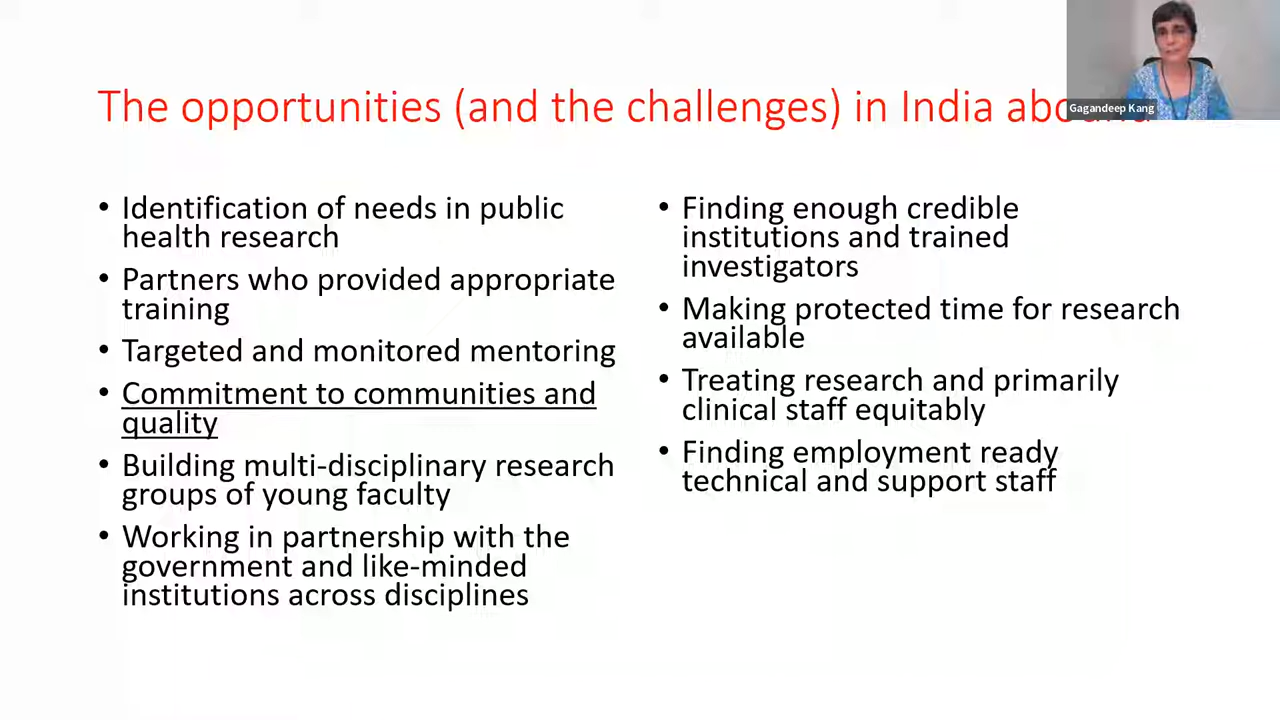 The opportunities (and the challenges) in India
Gagandeep Kang
• Identification of needs in public
health research
• Partners who provided appropriate
training
• Targeted and monitored mentoring
• Commitment to communities and
quality
• Building multi-disciplinary research
groups of young faculty
• Working in partnership with the
government and like-minded
institutions across disciplines
• Finding enough credible
institutions and trained
investigators
• Making protected time for research
available
• Treating research and primarily
clinical staff equitably
• Finding employment ready
technical and support staff